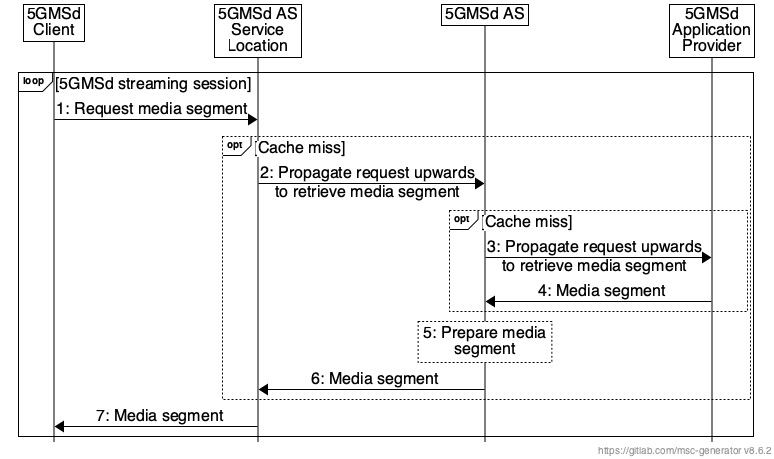 5GMSd
Client
5GMSd AS
Service
Location
5GMSd AS
5GMSd
Application
Provider
loop
[5GMSd streaming session]
1: Request media segment
opt
[Cache miss]
2: Propagate request upwards
to retrieve media segment
opt
[Cache miss]
3: Propagate request upwards
to retrieve media segment
4: Media segment
5: Prepare media
segment
6: Media segment
7: Media segment
https://gitlab.com/msc-generator v8.6.2